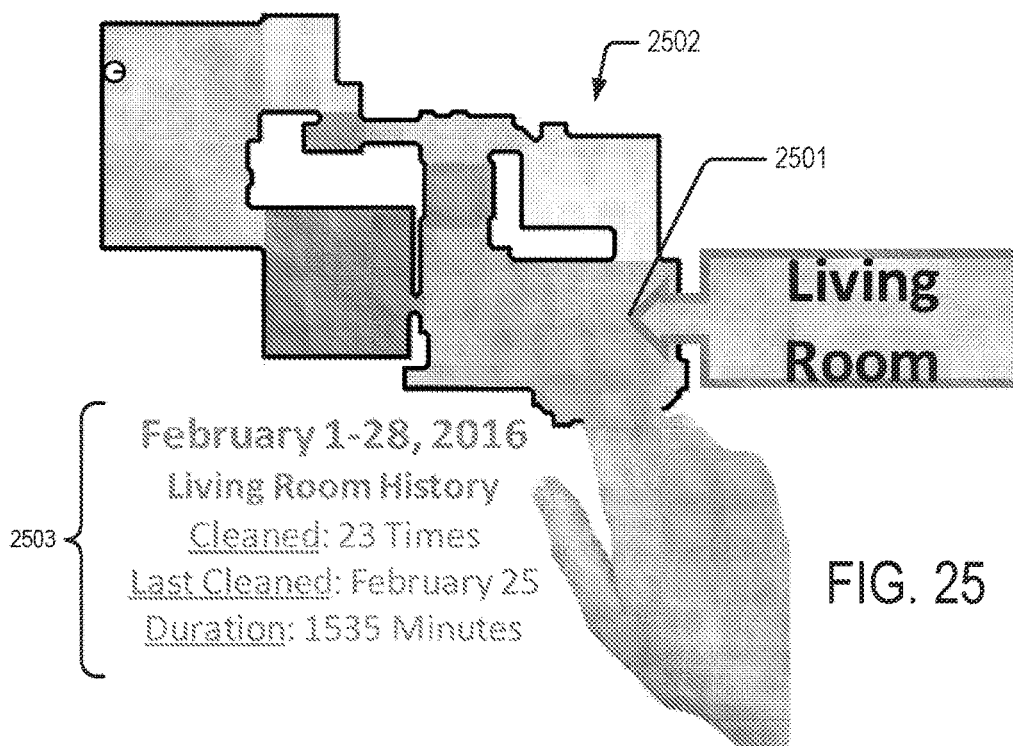 2502
2501
Living
Room
February 1-28, 2016
Living Room History
Cleaned: 23 Times
2503
Last Cleaned: February 25
Duration: 1535 Minutes
FIG. 25